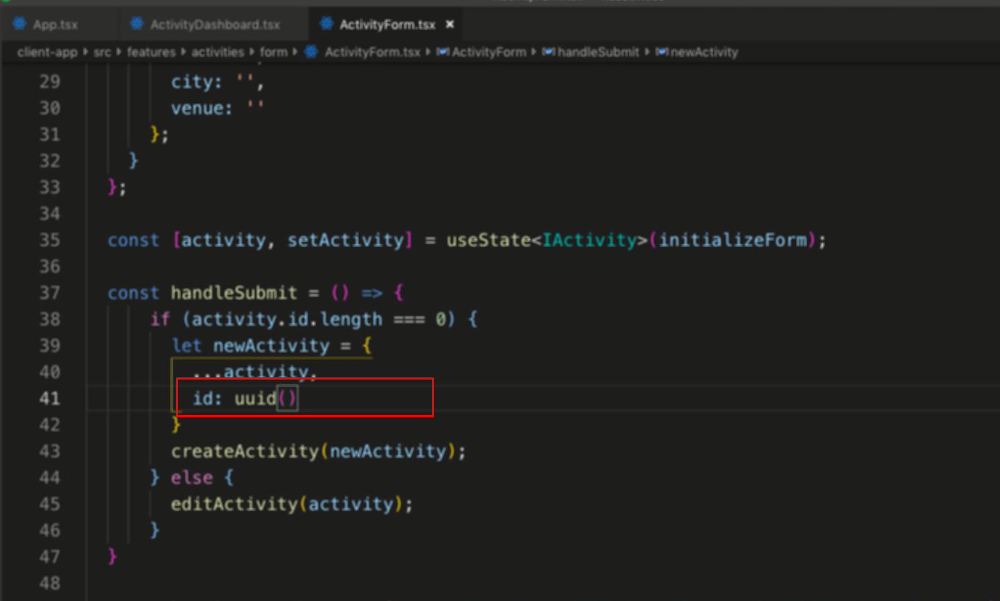 App.tsx
ActivityDashboard.tsx
ActivityForm.tsx ×
client-app src features activities form ActivityForm.tsx ActivityForm handleSubmit newActivity
29 city: '',
30 venue: ''
31 };
32 }
33 };
34
35 const [activity, setActivity] = useState<IActivity>(initializeForm);
36
37 const handleSubmit = () => {
38 if (activity.id.length === 0) {
39 let newActivity = {
40 ...activity,
41 id: uuid()
42 }
43 createActivity(newActivity);
44 } else {
45 editActivity(activity);
46 }
47 }
48